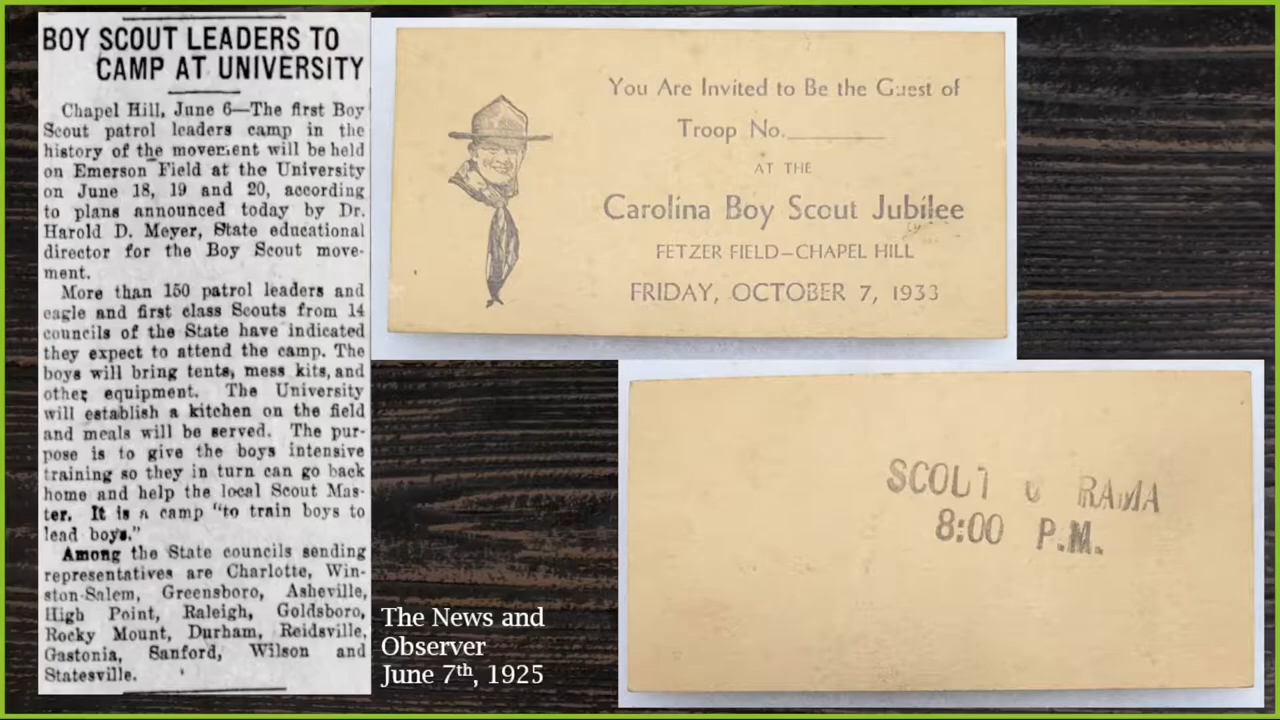 BOY SCOUT LEADERS TO
CAMP AT UNIVERSITY
Chapel Hill, June 6—The first Boy
Scout patrol leaders camp in the
history of the movement will be held
on Emerson Field at the University
on June 18, 19 and 20, according
to plans announced today by Dr.
Harold D. Meyer, State educational
director for the Boy Scout move-
ment.
More than 150 patrol leaders and
eagle and first class Scouts from 14
councils of the State have indicated
they expect to attend the camp. The
boys will bring tents, mess kits, and
other equipment. The University
will establish a kitchen on the field
and meals will be served. The pur-
pose is to give the boys intensive
training so they in turn can go back
home and help the local Scout Mas-
ter. It is a camp “to train boys to
lead boys.”
Among the State councils sending
representatives are Charlotte, Win-
ston-Salem, Greensboro, Asheville,
High Point, Raleigh, Goldsboro,
Rocky Mount, Durham, Reidsville,
Gastonia, Sanford, Wilson and
Statesville.
You Are Invited to Be the Guest of
Troop No.________
AT THE
Carolina Boy Scout Jubilee
FETZER FIELD—CHAPEL HILL
FRIDAY, OCTOBER 7, 1933
SCOUT O RAMA
8:00 P.M.
The News and
Observer
June 7th, 1925